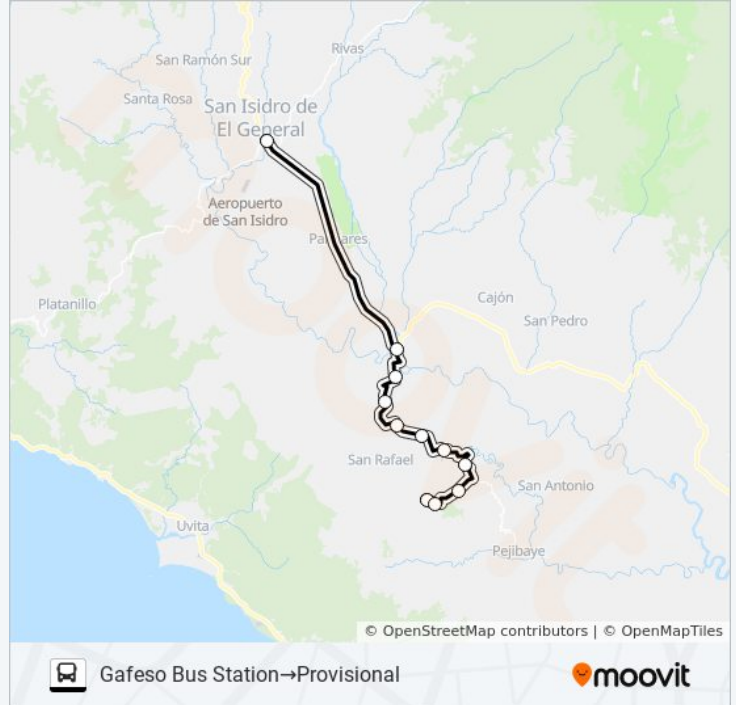 Rivas
San Ramón Sur
Santa Rosa
San Isidro de
El General
Aeropuerto
de San Isidro
Palmares
Platanillo
Cajón
San Pedro
San Rafael
San Antonio
Uvita
Pejibaye
© OpenStreetMap contributors | © OpenMapTiles
Gafeso Bus Station→Provisional
moovit